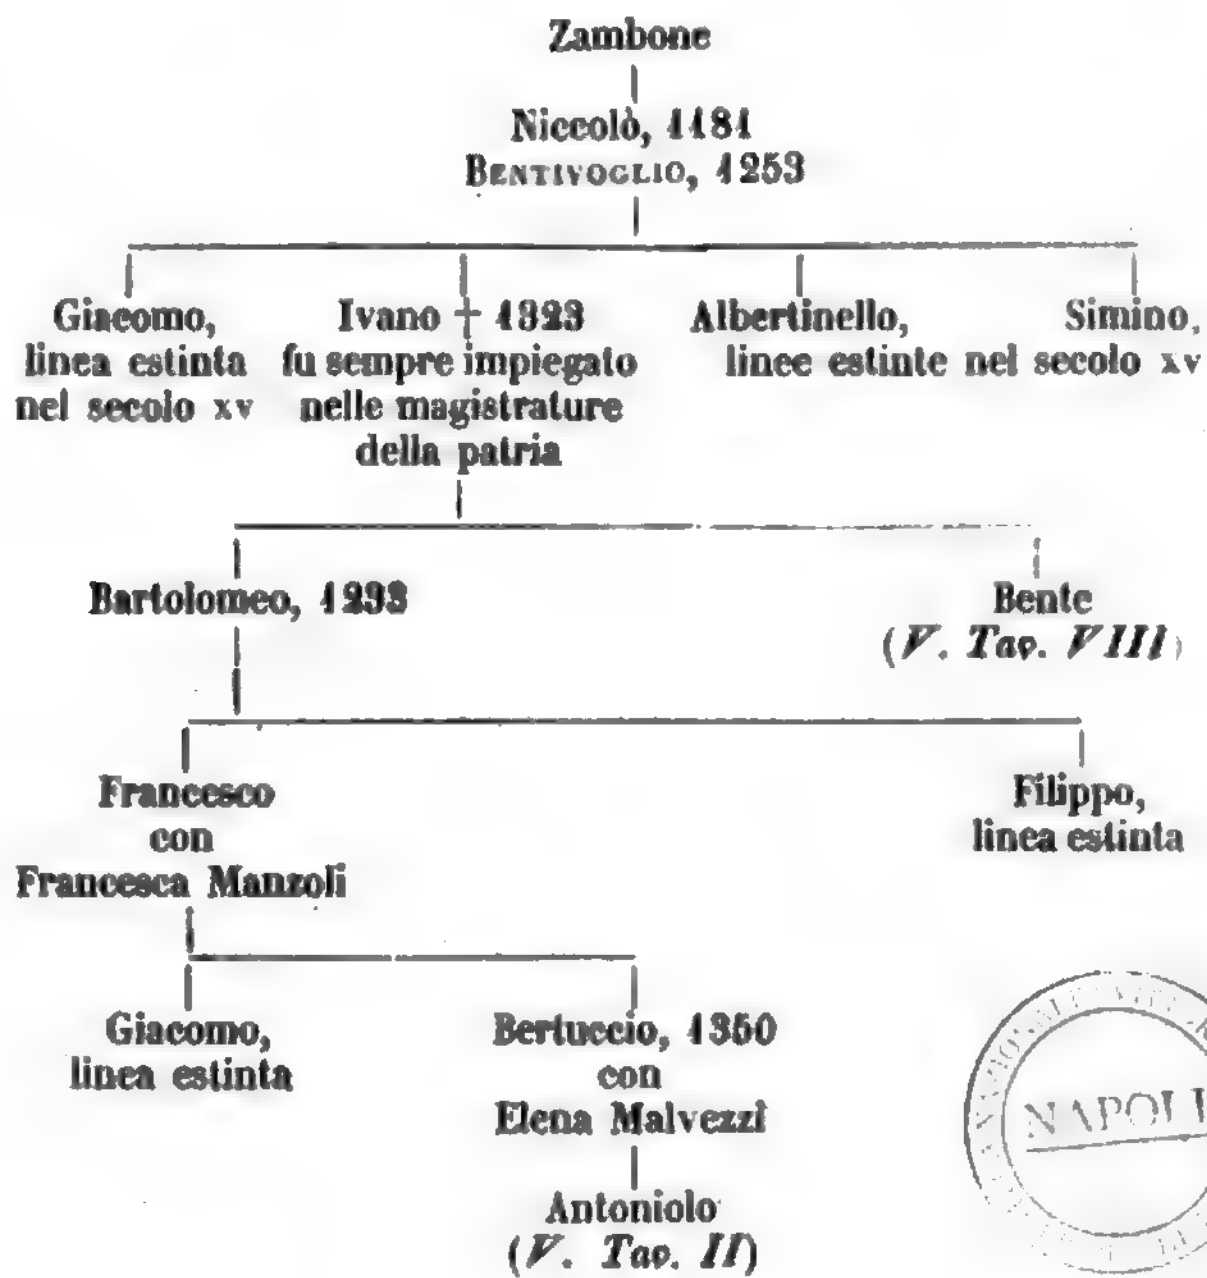 Zambone
Niccolò, 1181
BENTIVOGLIO, 1253
Giacomo,
linea estinta
nel secolo xv
Ivano † 1323
fu sempre impiegato
nelle magistrature
della patria
Albertinello, Simino,
linee estinte nel secolo xv
Bartolomeo, 1293
Bente
(V. Tav. VIII)
Francesco
con
Francesca Manzoli
Filippo,
linea estinta
Giacomo,
linea estinta
Bertuccio, 1350
con
Elena Malvezzi
Antoniolo
(V. Tav. II)
NAPOLI